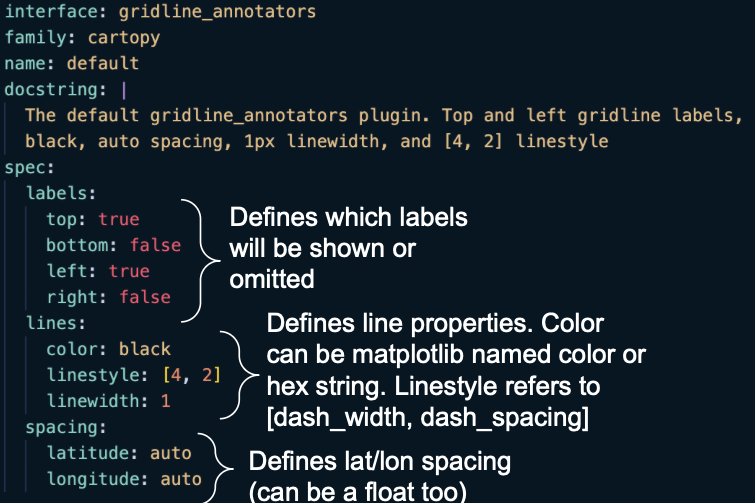 interface: gridline_annotators
family: cartopy
name: default
docstring: |
The default gridline_annotators plugin. Top and left gridline labels,
black, auto spacing, 1px linewidth, and [4, 2] linestyle
spec:
labels:
top: true
bottom: false
left: true
right: false
Defines which labels
will be shown or
omitted
lines:
color: black
linestyle: [4, 2]
linewidth: 1
Defines line properties. Color
can be matplotlib named color or
hex string. Linestyle refers to
[dash_width, dash_spacing]
spacing:
latitude: auto
longitude: auto
Defines lat/lon spacing
(can be a float too)